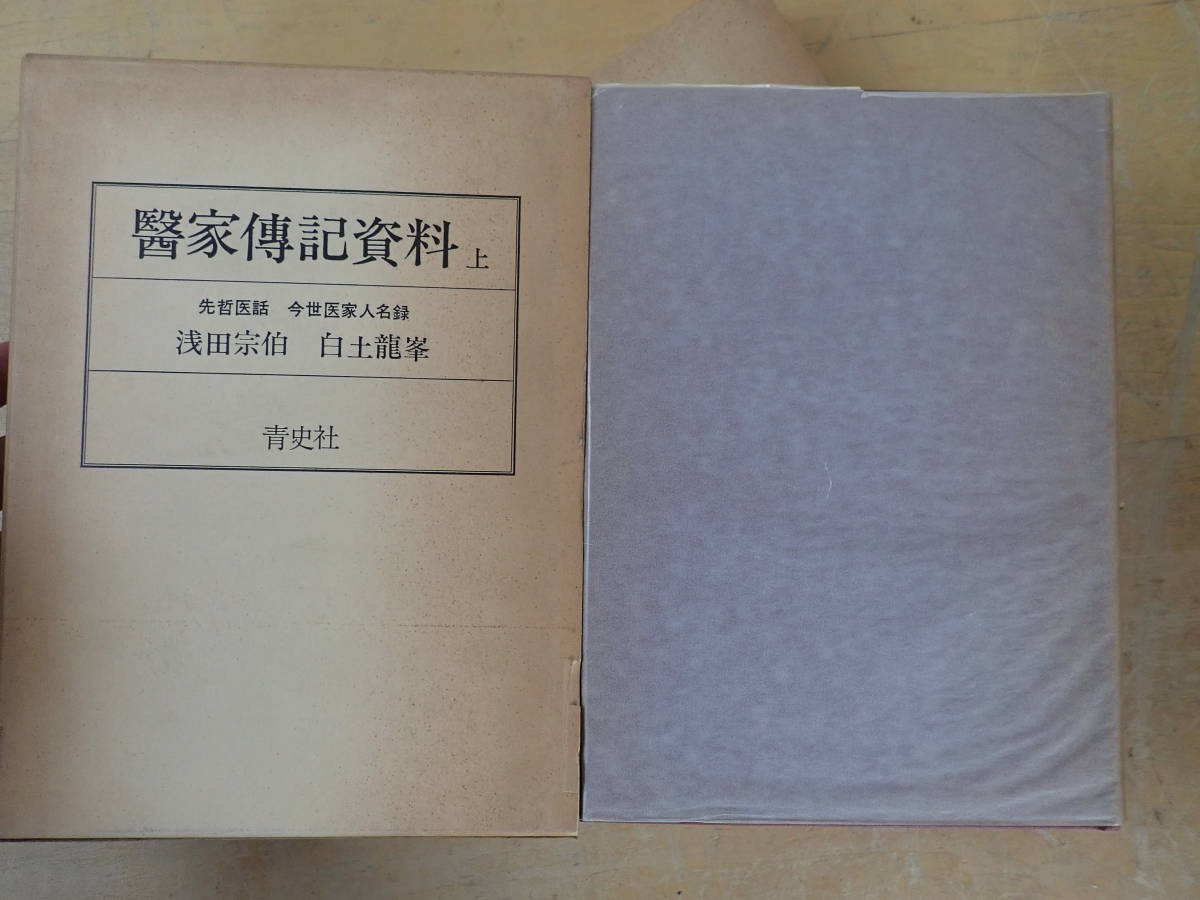 醫家傳記資料 上
先哲医話 今世医家人名録
浅田宗伯 白土龍峯
青史社